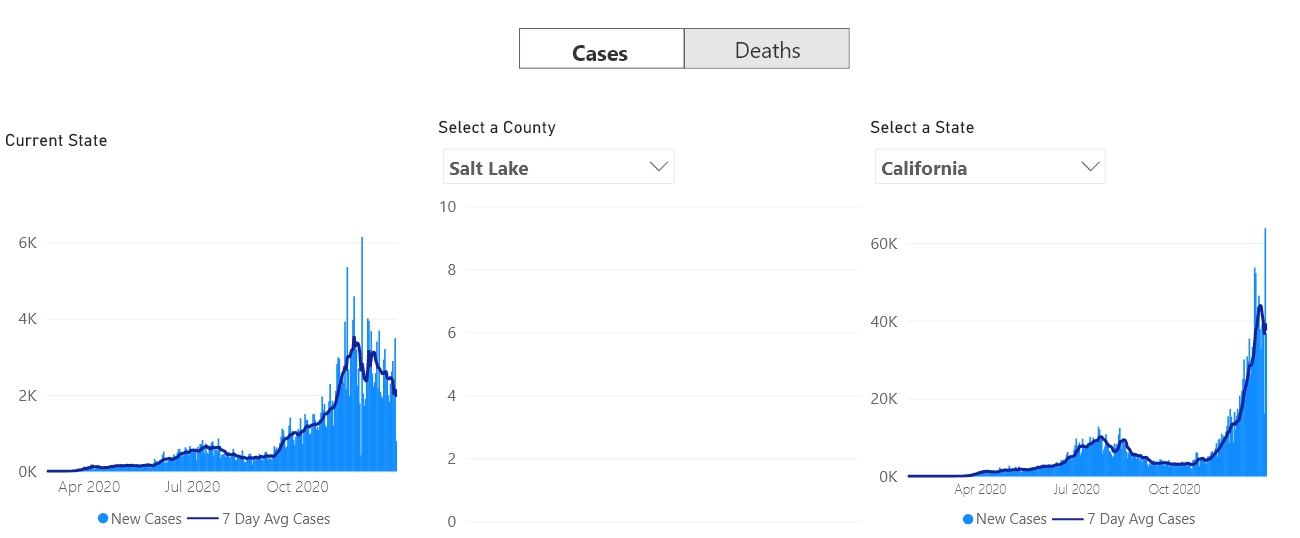 Cases Deaths
Current State
6K
4K
2K
0K
Apr 2020 Jul 2020 Oct 2020
New Cases 7 Day Avg Cases
Select a County
Salt Lake
10
8
6
4
2
0
Select a State
California
60K
40K
20K
0K
Apr 2020 Jul 2020 Oct 2020
New Cases 7 Day Avg Cases